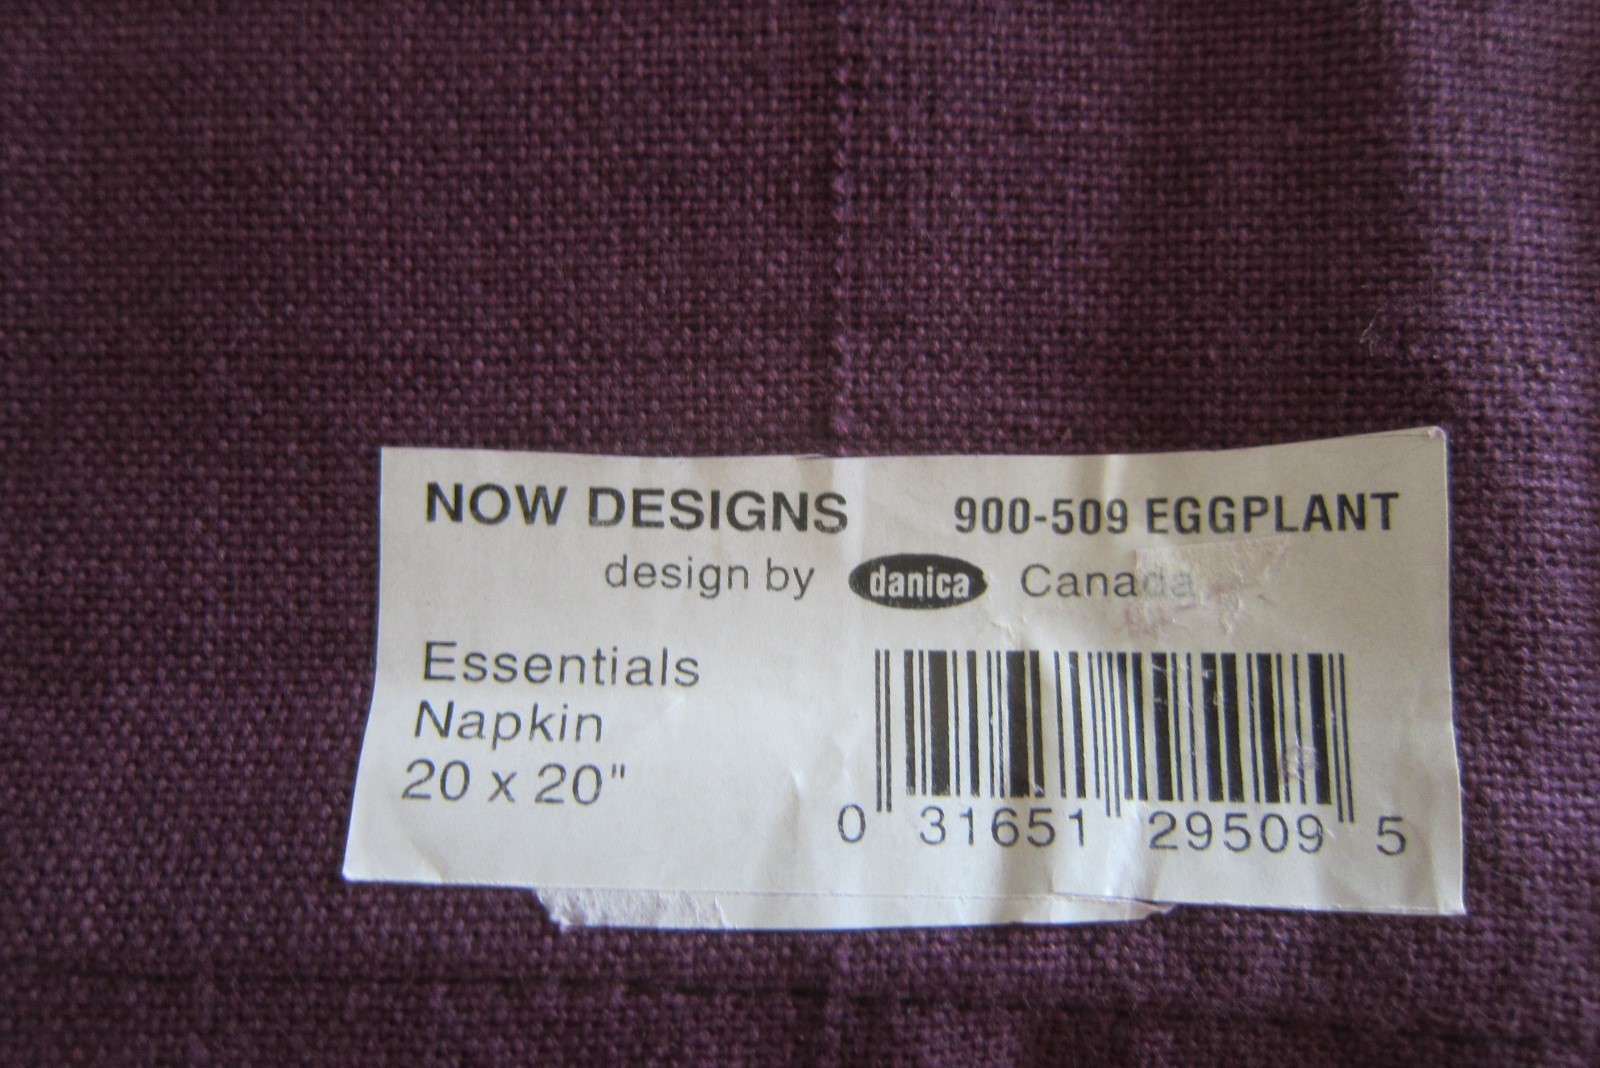 NOW DESIGNS 900-509 EGGPLANT
design by danica Canada
Essentials
Napkin
20 x 20"
0 31651 29509 5